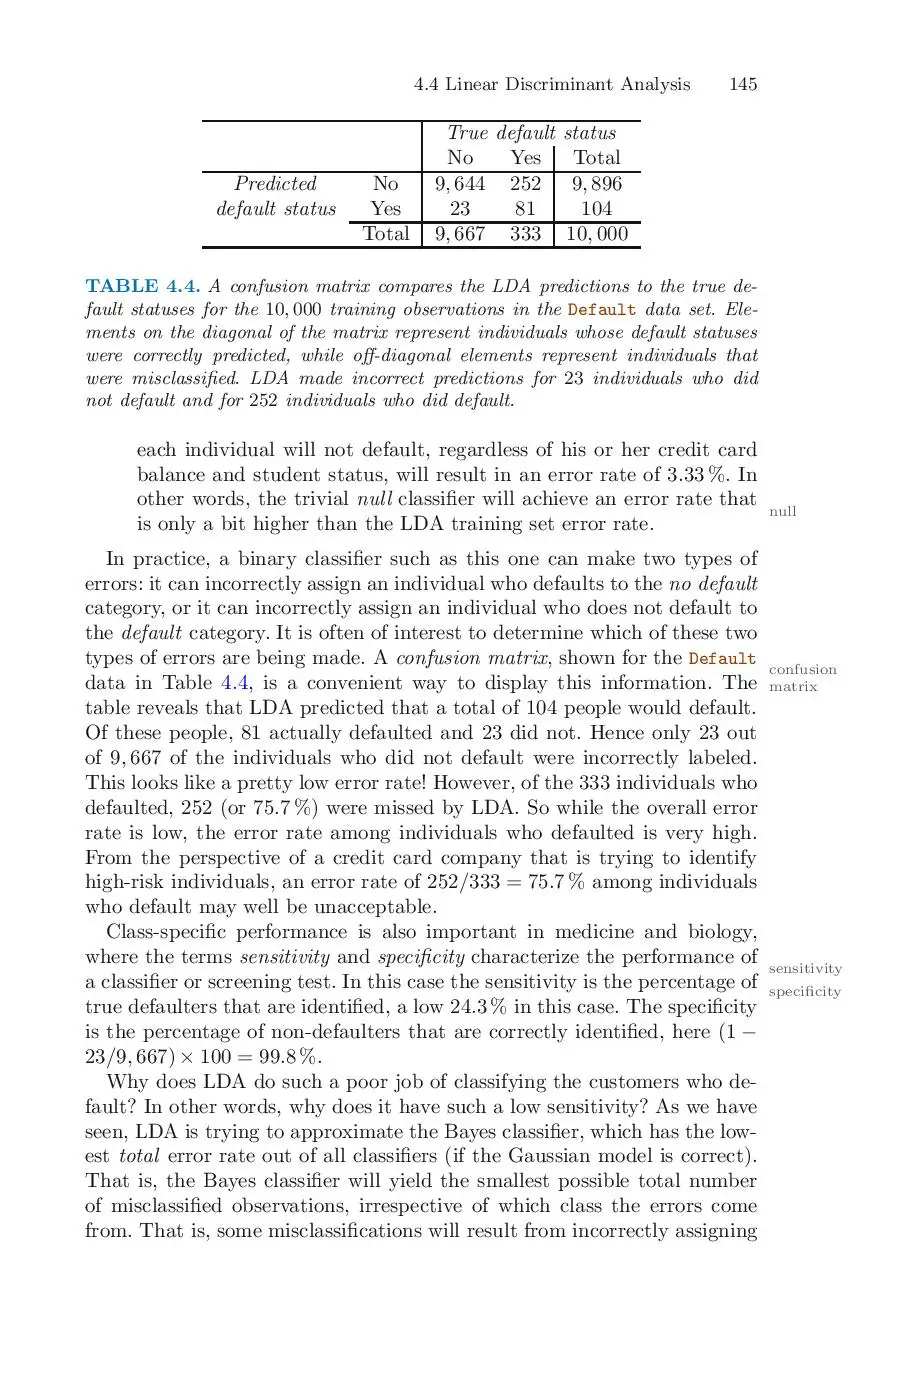 4.4 Linear Discriminant Analysis 145
True default status
No Yes Total
Predicted No 9, 644 252 9, 896
default status Yes 23 81 104
Total 9, 667 333 10, 000
TABLE 4.4. A confusion matrix compares the LDA predictions to the true de-
fault statuses for the 10, 000 training observations in the Default data set. Ele-
ments on the diagonal of the matrix represent individuals whose default statuses
were correctly predicted, while off-diagonal elements represent individuals that
were misclassified. LDA made incorrect predictions for 23 individuals who did
not default and for 252 individuals who did default.
each individual will not default, regardless of his or her credit card
balance and student status, will result in an error rate of 3.33 %. In
other words, the trivial null classifier will achieve an error rate that
null
is only a bit higher than the LDA training set error rate.
In practice, a binary classifier such as this one can make two types of
errors: it can incorrectly assign an individual who defaults to the no default
category, or it can incorrectly assign an individual who does not default to
the default category. It is often of interest to determine which of these two
types of errors are being made. A confusion matrix, shown for the Default
confusion
data in Table 4.4, is a convenient way to display this information. The
matrix
table reveals that LDA predicted that a total of 104 people would default.
Of these people, 81 actually defaulted and 23 did not. Hence only 23 out
of 9, 667 of the individuals who did not default were incorrectly labeled.
This looks like a pretty low error rate! However, of the 333 individuals who
defaulted, 252 (or 75.7 %) were missed by LDA. So while the overall error
rate is low, the error rate among individuals who defaulted is very high.
From the perspective of a credit card company that is trying to identify
high-risk individuals, an error rate of 252/333 = 75.7 % among individuals
who default may well be unacceptable.
Class-specific performance is also important in medicine and biology,
where the terms sensitivity and specificity characterize the performance of
sensitivity
a classifier or screening test. In this case the sensitivity is the percentage of
specificity
true defaulters that are identified, a low 24.3 % in this case. The specificity
is the percentage of non-defaulters that are correctly identified, here (1 −
23/9, 667) × 100 = 99.8 %.
Why does LDA do such a poor job of classifying the customers who de-
fault? In other words, why does it have such a low sensitivity? As we have
seen, LDA is trying to approximate the Bayes classifier, which has the low-
est total error rate out of all classifiers (if the Gaussian model is correct).
That is, the Bayes classifier will yield the smallest possible total number
of misclassified observations, irrespective of which class the errors come
from. That is, some misclassifications will result from incorrectly assigning